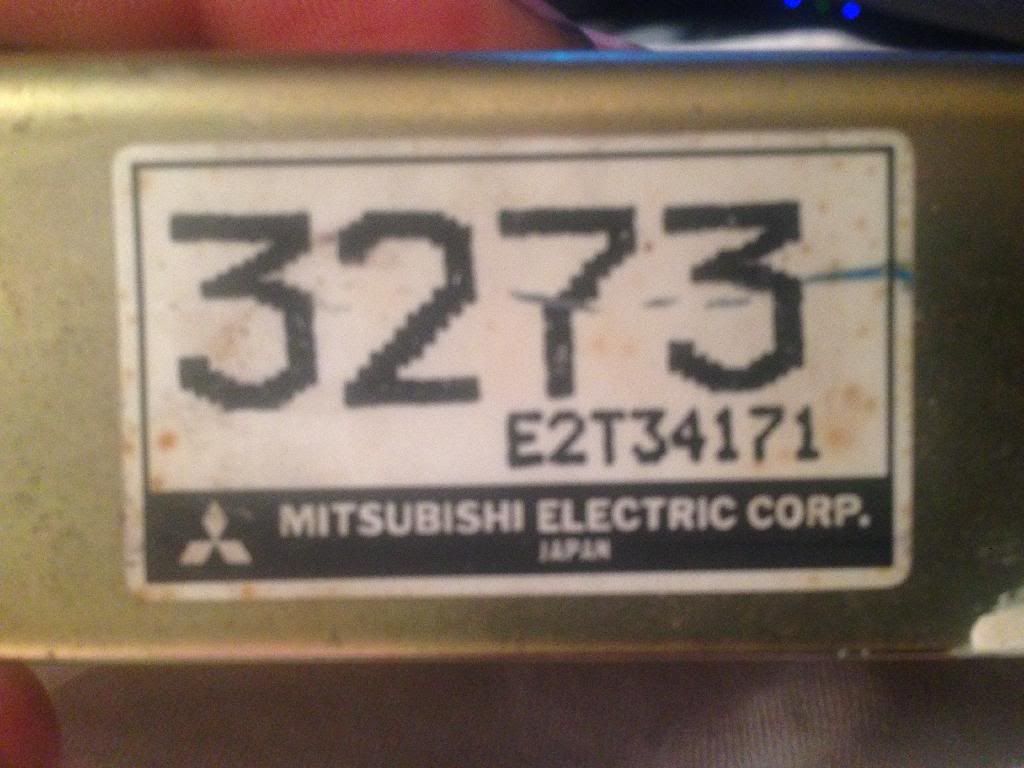 3273
E2T34171
MITSUBISHI ELECTRIC CORP.
JAPAN